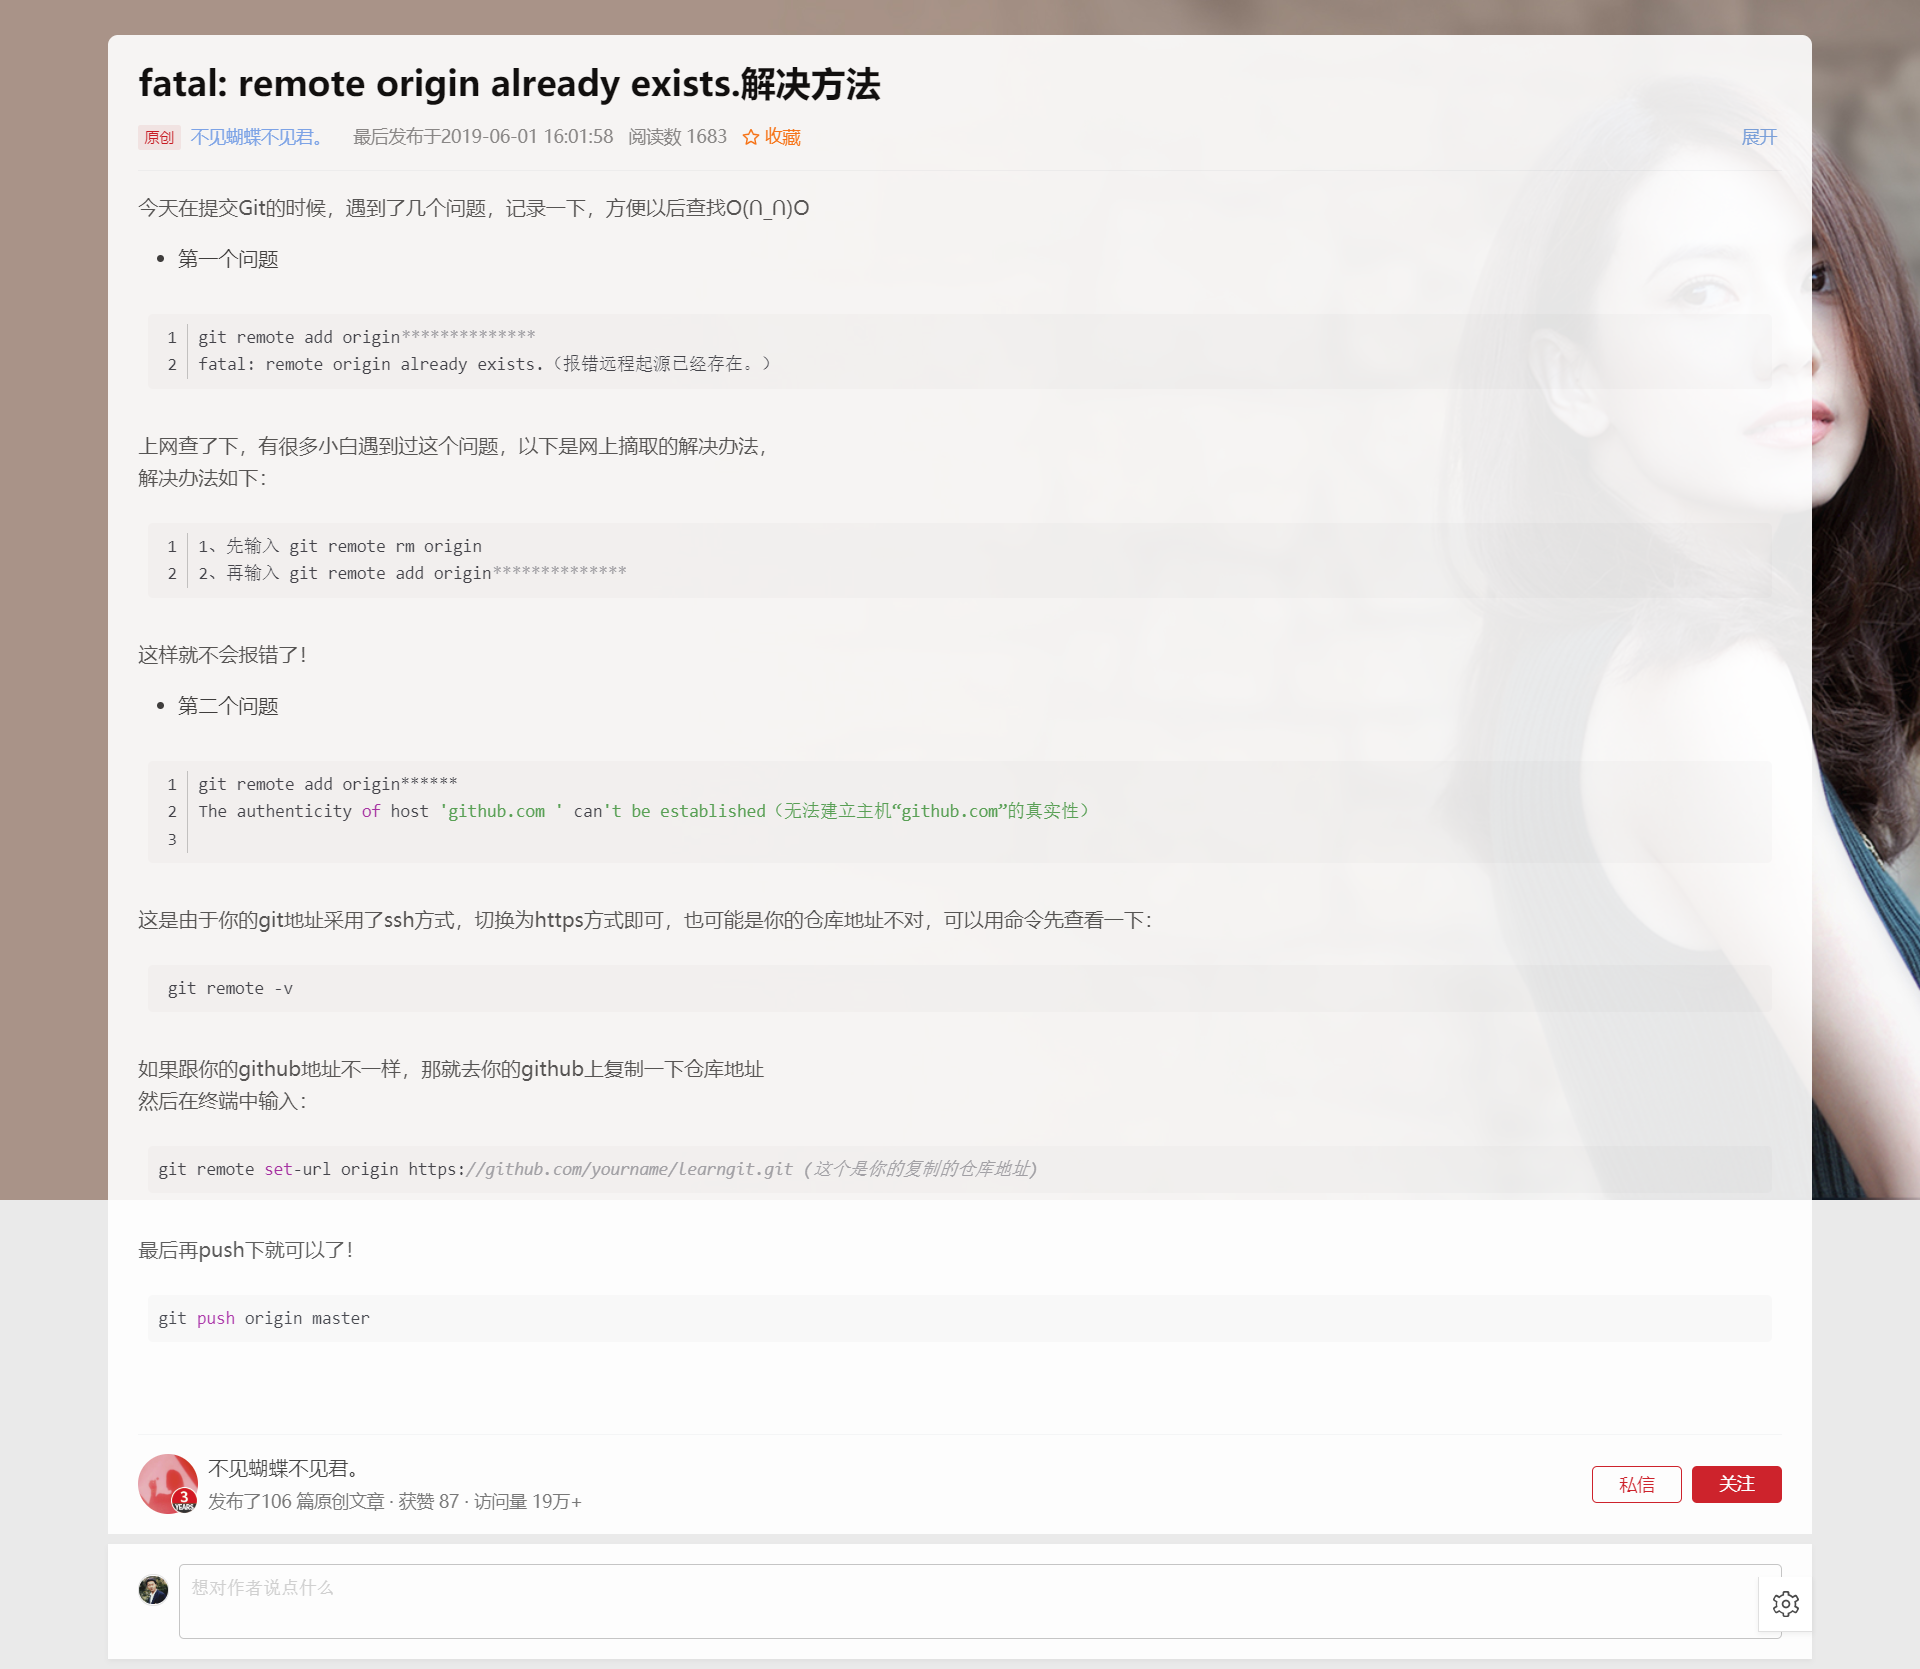 fatal: remote origin already exists.解决方法
原创 不见蝴蝶不见君。 最后发布于2019-06-01 16:01:58 阅读数 1683 收藏 展开
今天在提交Git的时候，遇到了几个问题，记录一下，方便以后查找O(∩_∩)O
第一个问题
1 git remote add origin**************
2 fatal: remote origin already exists.（报错远程起源已经存在。）
上网查了下，有很多小白遇到过这个问题，以下是网上摘取的解决办法，
解决办法如下：
1 1、先输入 git remote rm origin
2 2、再输入 git remote add origin**************
这样就不会报错了！
第二个问题
1 git remote add origin******
2 The authenticity of host 'github.com ' can't be established（无法建立主机“github.com”的真实性）
3
这是由于你的git地址采用了ssh方式，切换为https方式即可，也可能是你的仓库地址不对，可以用命令先查看一下：
git remote -v
如果跟你的github地址不一样，那就去你的github上复制一下仓库地址
然后在终端中输入：
git remote set-url origin https://github.com/yourname/learngit.git (这个是你的复制的仓库地址)
最后再push下就可以了！
git push origin master
不见蝴蝶不见君。
3
YEARS
发布了106 篇原创文章 · 获赞 87 · 访问量 19万+
私信 关注
想对作者说点什么